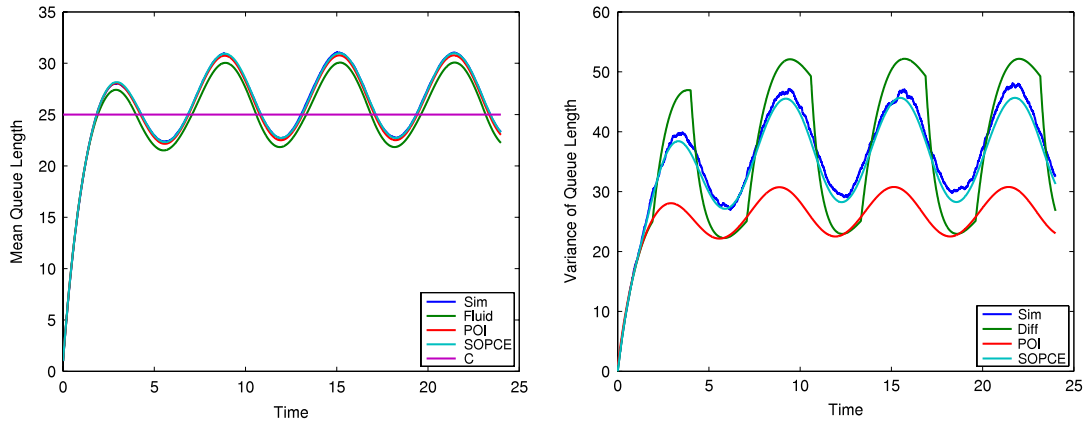 35
30
25
20
15
10
5
0
Mean Queue Length
0 5 10 15 20 25
Time
Sim
Fluid
POI
SOPCE
C
60
50
40
30
20
10
0
Variance of Queue Length
0 5 10 15 20 25
Time
Sim
Diff
POI
SOPCE